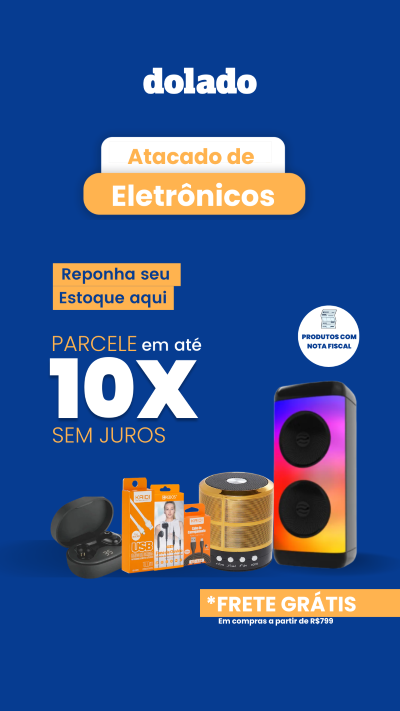 dolado
Atacado de
Eletrônicos
Reponha seu
Estoque aqui
PRODUTOS COM
NOTA FISCAL
PARCELE em até
10X
SEM JUROS
USB
*FRETE GRÁTIS
Em compras a partir de R$799